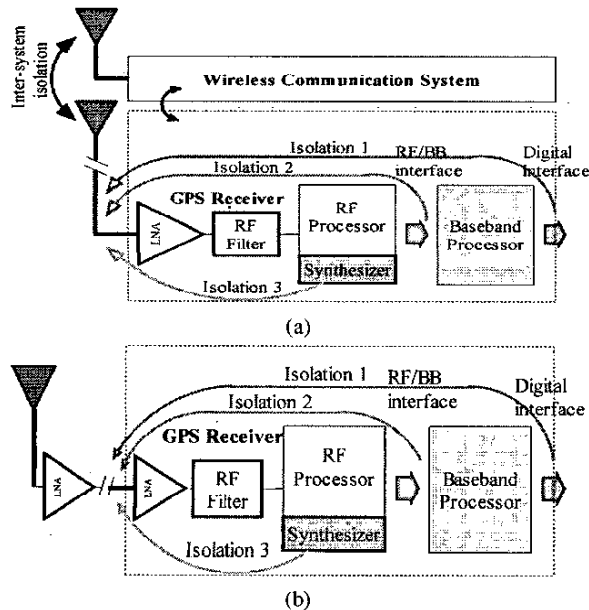 Inter-system
isolation
Wireless Communication System
Isolation 1
Isolation 2
RF/BB
interface
Digital
Interface
GPS Receiver
LNA
RF
Filter
RF
Processor
Synthesizer
Baseband
Processor
Isolation 3
(a)
Isolation 1
Isolation 2
RF/BB
interface
Digital
interface
GPS Receiver
LNA
LNA
RF
Filter
RF
Processor
Synthesizer
Baseband
Processor
Isolation 3
(b)